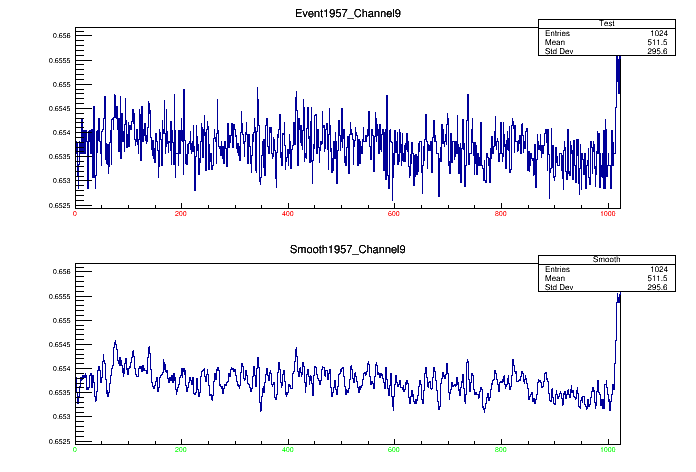 Event1957_Channel9
Test
Entries 1024
Mean 511.5
Std Dev 295.6
0.656
0.6555
0.655
0.6545
0.654
0.6535
0.653
0.6525
0 200 400 600 800 1000
Smooth1957_Channel9
Smooth
Entries 1024
Mean 511.5
Std Dev 295.6
0.656
0.6555
0.655
0.6545
0.654
0.6535
0.653
0.6525
0 200 400 600 800 1000